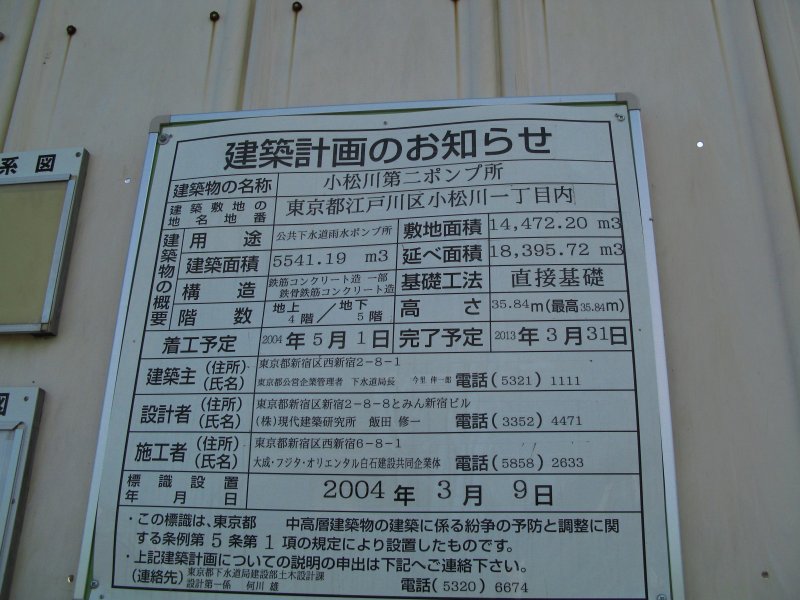 系図
図
建築計画のお知らせ
建築物の名称 小松川第二ポンプ所
建築敷地の地名地番 東京都江戸川区小松川一丁目内
建築物の概要
用途 公共下水道雨水ポンプ所 敷地面積 14,472.20 m3
建築面積 5541.19 m3 延べ面積 18,395.72 m3
構造 鉄筋コンクリート造 一部 鉄骨鉄筋コンクリート造 基礎工法 直接基礎
階数 地上4階/地下5階 高さ 35.84m(最高35.84m)
着工予定 2004年5月1日 完了予定 2013年3月31日
建築主 (住所) 東京都新宿区西新宿2-8-1
(氏名) 東京都公営企業管理者 下水道局長 今里 伸一郎 電話(5321)1111
設計者 (住所) 東京都新宿区新宿2-8-8とみん新宿ビル
(氏名) (株)現代建築研究所 飯田 修一 電話(3352)4471
施工者 (住所) 東京都新宿区西新宿6-8-1
(氏名) 大成・フジタ・オリエンタル白石建設共同企業体 電話(5858)2633
標識設置年月日 2004年3月9日
・この標識は、東京都 中高層建築物の建築に係る紛争の予防と調整に関
する条例第5条第1項の規定により設置したものです。
・上記建築計画についての説明の申出は下記へご連絡下さい。
(連絡先) 東京都下水道局建設部土木設計課 設計第一係 何川 雄 電話(5320)6674